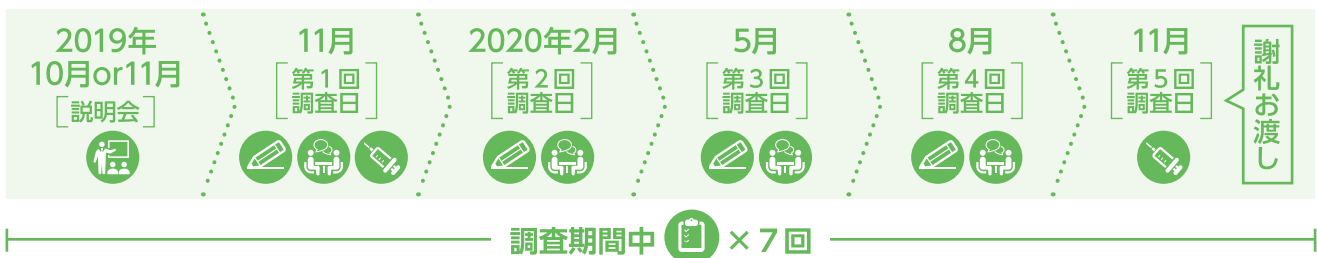 2019年
10月or11月
[説明会]
11月
[第1回
調査日]
2020年2月
[第2回
調査日]
5月
[第3回
調査日]
8月
[第4回
調査日]
11月
[第5回
調査日]
謝礼お渡し
調査期間中 × 7回